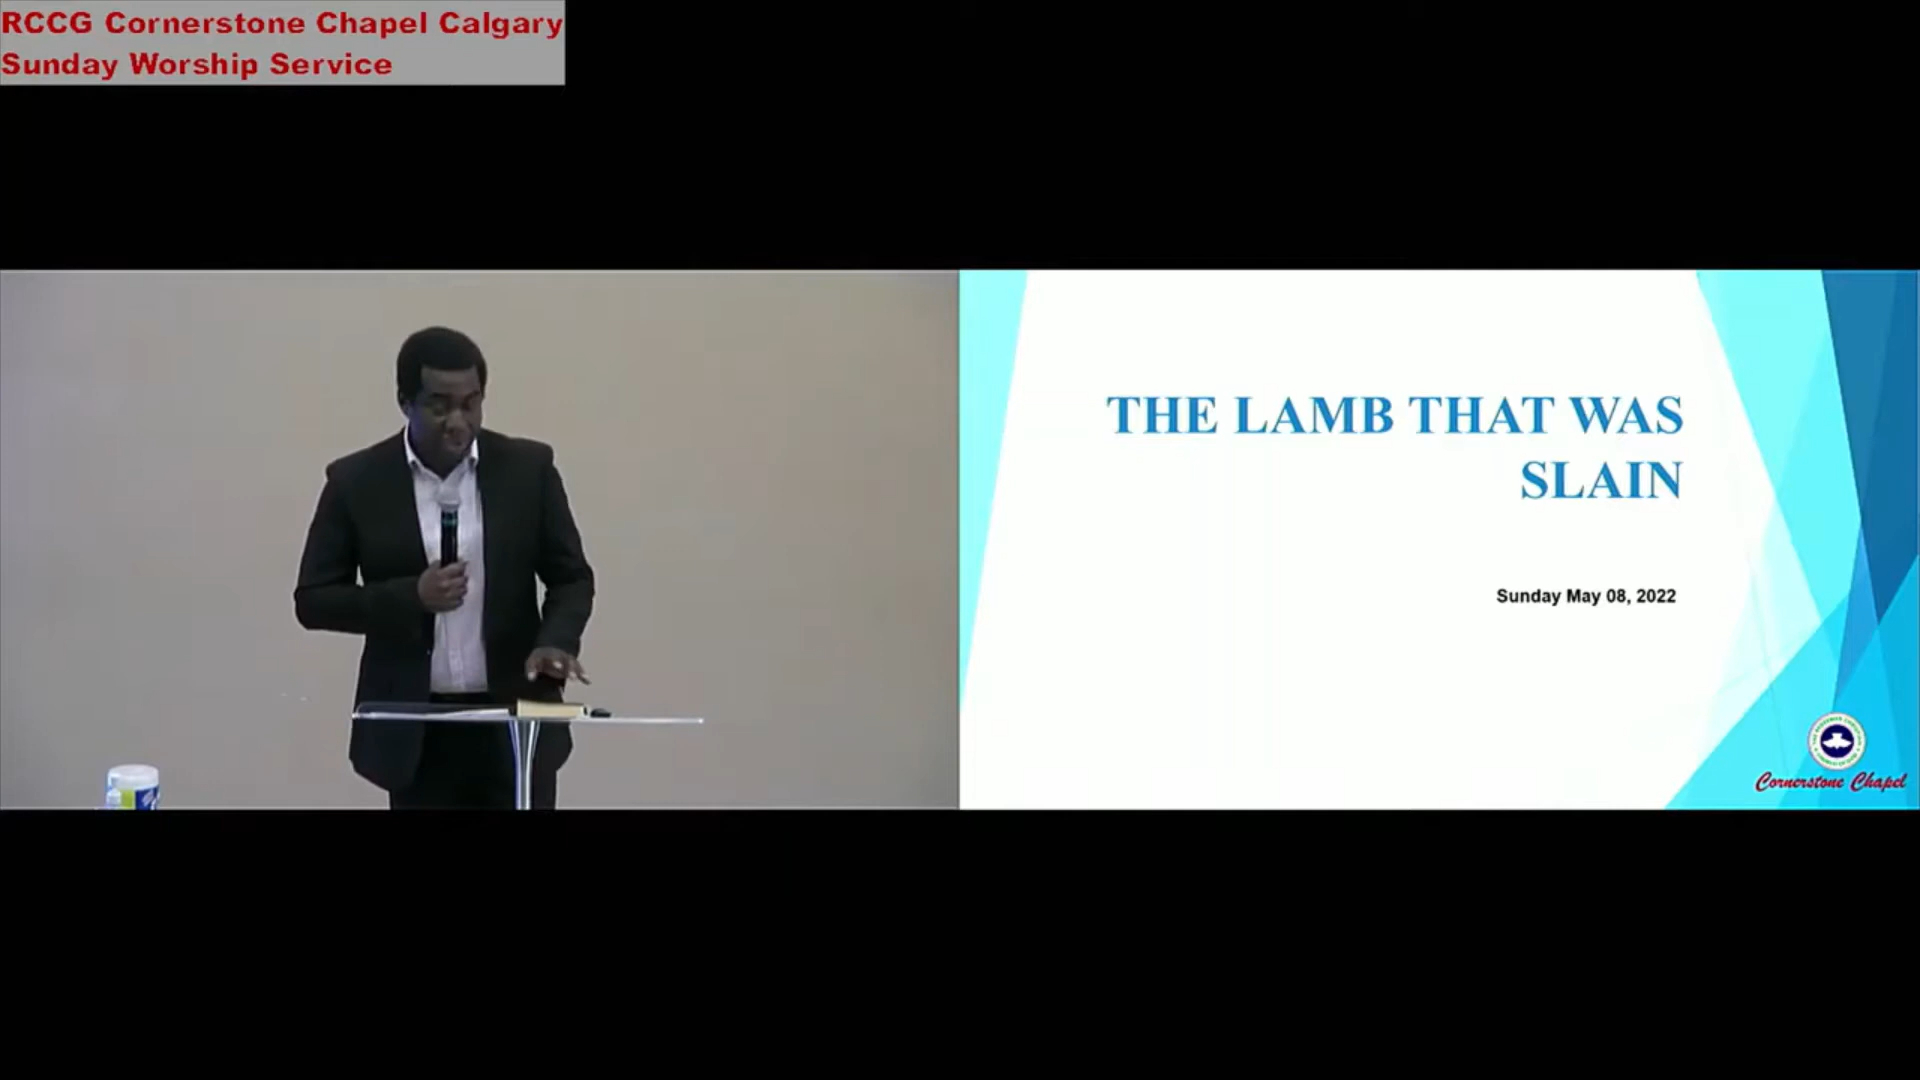 RCCG Cornerstone Chapel Calgary
Sunday Worship Service
THE LAMB THAT WAS
SLAIN
Sunday May 08, 2022
Cornerstone Chapel